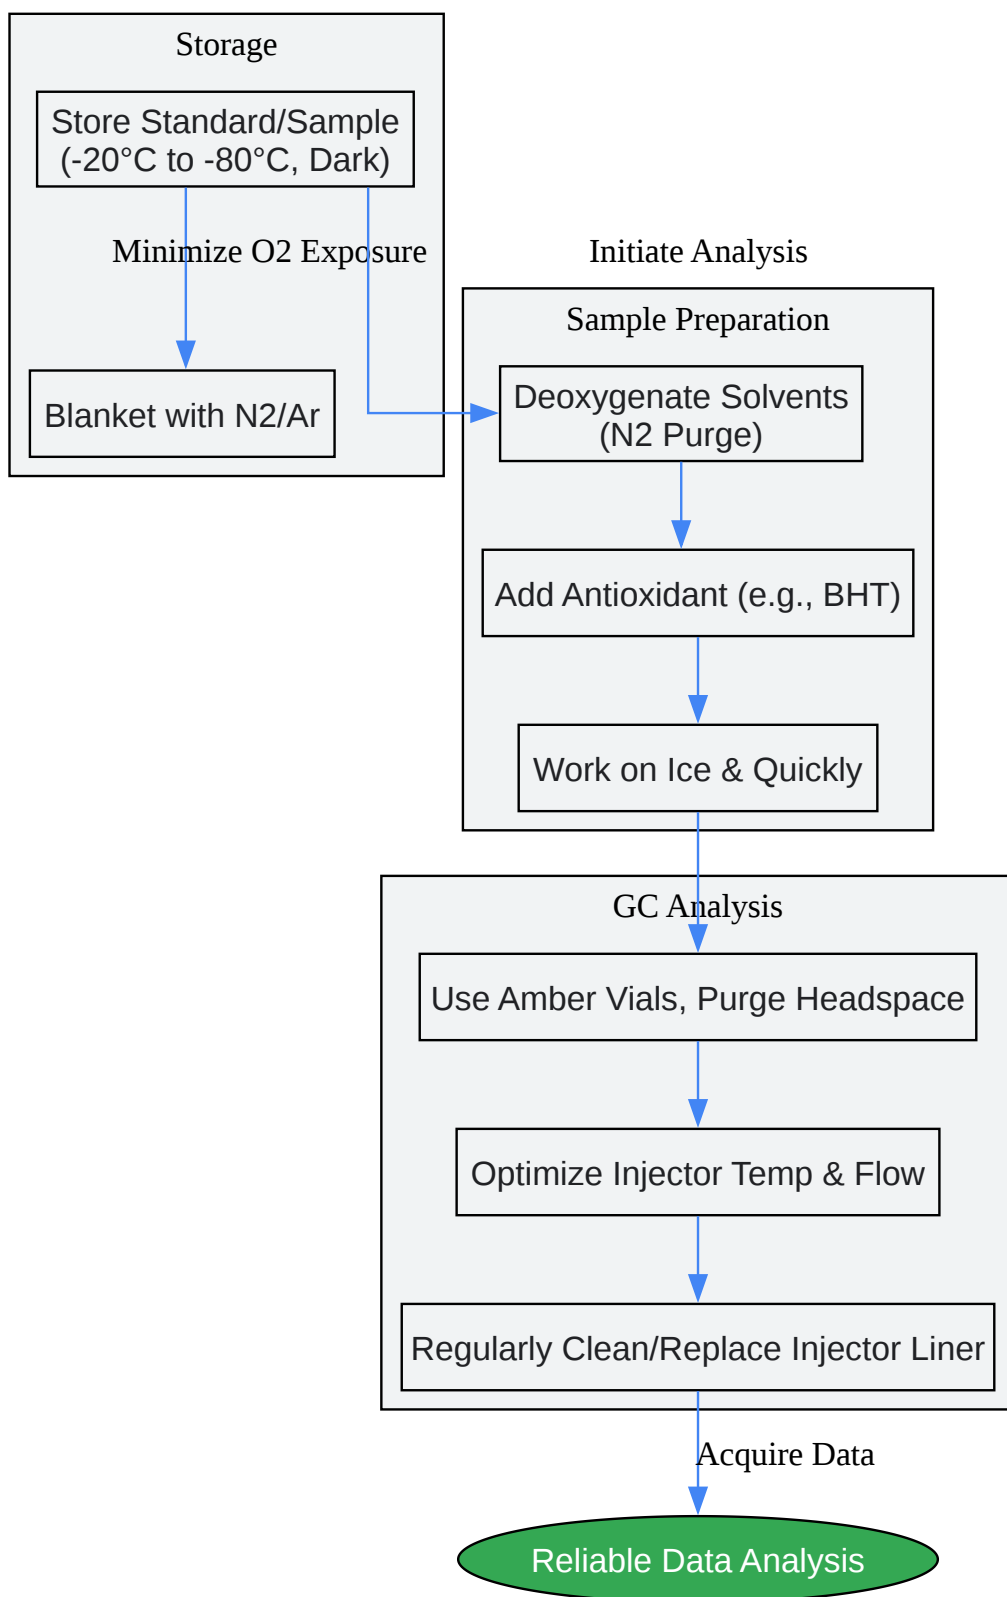 Storage
Store Standard/Sample
(-20°C to -80°C, Dark)
Minimize O2 Exposure
Blanket with N2/Ar
Initiate Analysis
Sample Preparation
Deoxygenate Solvents
(N2 Purge)
Add Antioxidant (e.g., BHT)
Work on Ice & Quickly
GC Analysis
Use Amber Vials, Purge Headspace
Optimize Injector Temp & Flow
Regularly Clean/Replace Injector Liner
Acquire Data
Reliable Data Analysis